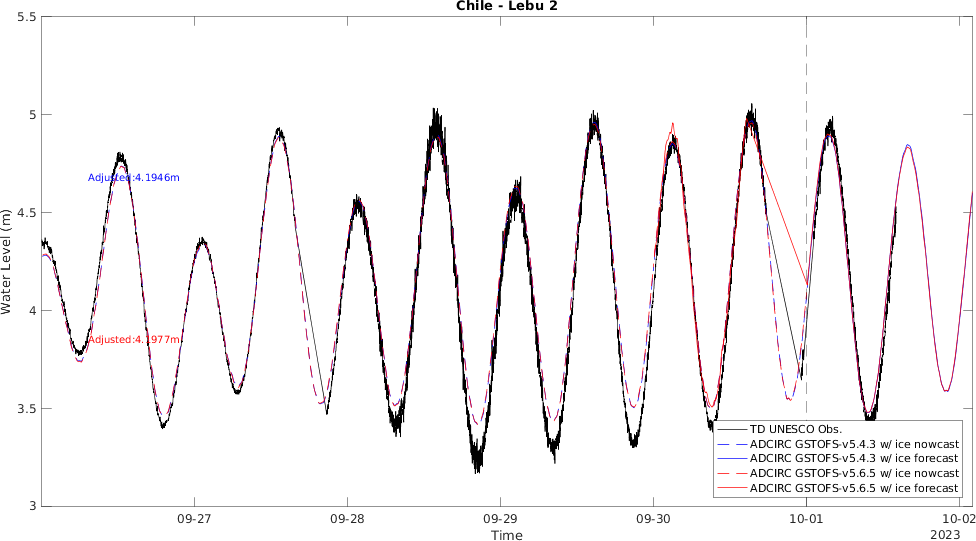 Chile - Lebu 2
5.5
5
4.5
4
3.5
3
Water Level (m)
Adjusted:4.1946m
Adjusted:4.1977m
TD UNESCO Obs.
ADCIRC GSTOFS-v5.4.3 w/ ice nowcast
ADCIRC GSTOFS-v5.4.3 w/ ice forecast
ADCIRC GSTOFS-v5.6.5 w/ ice nowcast
ADCIRC GSTOFS-v5.6.5 w/ ice forecast
09-27 09-28 09-29 09-30 10-01 10-02
Time
2023